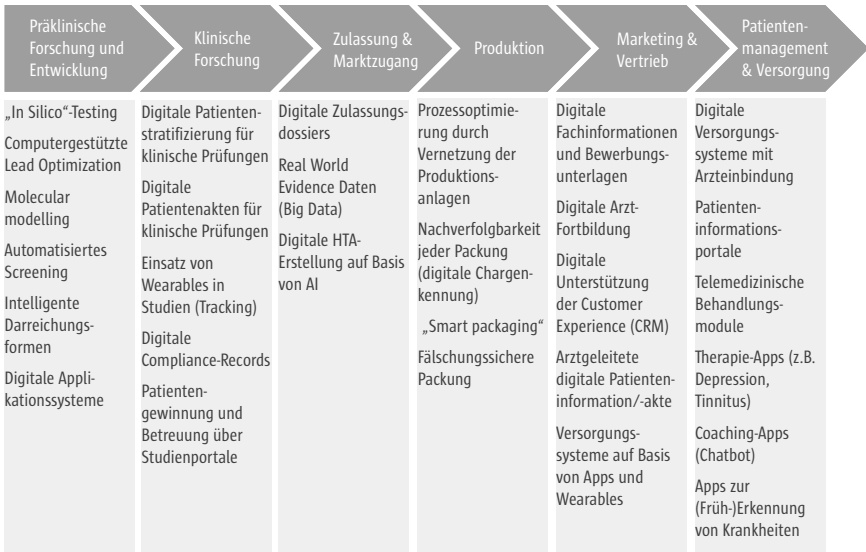 Präklinische
Forschung und
Entwicklung
Klinische
Forschung
Zulassung &
Marktzugang
Produktion
Marketing &
Vertrieb
Patienten-
management
& Versorgung
„In Silico“-Testing
Computergestützte
Lead Optimization
Molecular
modelling
Automatisiertes
Screening
Intelligente
Darreichungs-
formen
Digitale Appli-
kationssysteme
Digitale Patienten-
stratifizierung für
klinische Prüfungen
Digitale
Patientenakten für
klinische Prüfungen
Einsatz von
Wearables in
Studien (Tracking)
Digitale
Compliance-Records
Patienten-
gewinnung und
Betreuung über
Studienportale
Digitale Zulassungs-
dossiers
Real World
Evidence Daten
(Big Data)
Digitale HTA-
Erstellung auf Basis
von AI
Prozessoptimie-
rung durch
Vernetzung der
Produktions-
anlagen
Nachverfolgbarkeit
jeder Packung
(digitale Chargen-
kennung)
„Smart packaging“
Fälschungssichere
Packung
Digitale
Fachinformationen
und Bewerbungs-
unterlagen
Digitale Arzt-
Fortbildung
Digitale
Unterstützung
der Customer
Experience (CRM)
Arztgeleitete
digitale Patienten-
information/-akte
Versorgungs-
systeme auf Basis
von Apps und
Wearables
Digitale
Versorgungs-
systeme mit
Arzteinbindung
Patienten-
informations-
portale
Telemedizinische
Behandlungs-
module
Therapie-Apps (z.B.
Depression,
Tinnitus)
Coaching-Apps
(Chatbot)
Apps zur
(Früh-)Erkennung
von Krankheiten